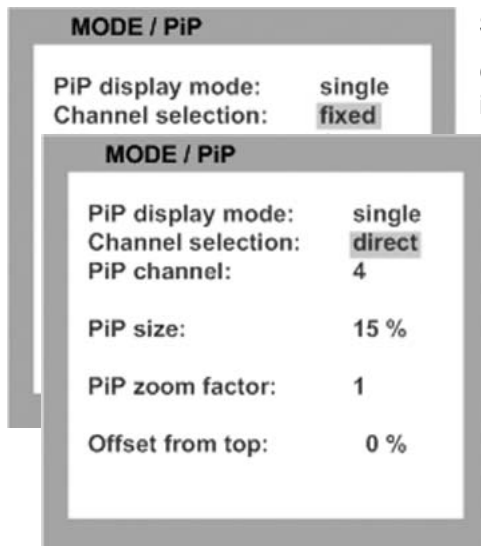 MODE / PiP
PiP display mode: single
Channel selection: fixed
MODE / PiP
PiP display mode: single
Channel selection: direct
PiP channel: 4
PiP size: 15 %
PiP zoom factor: 1
Offset from top: 0 %